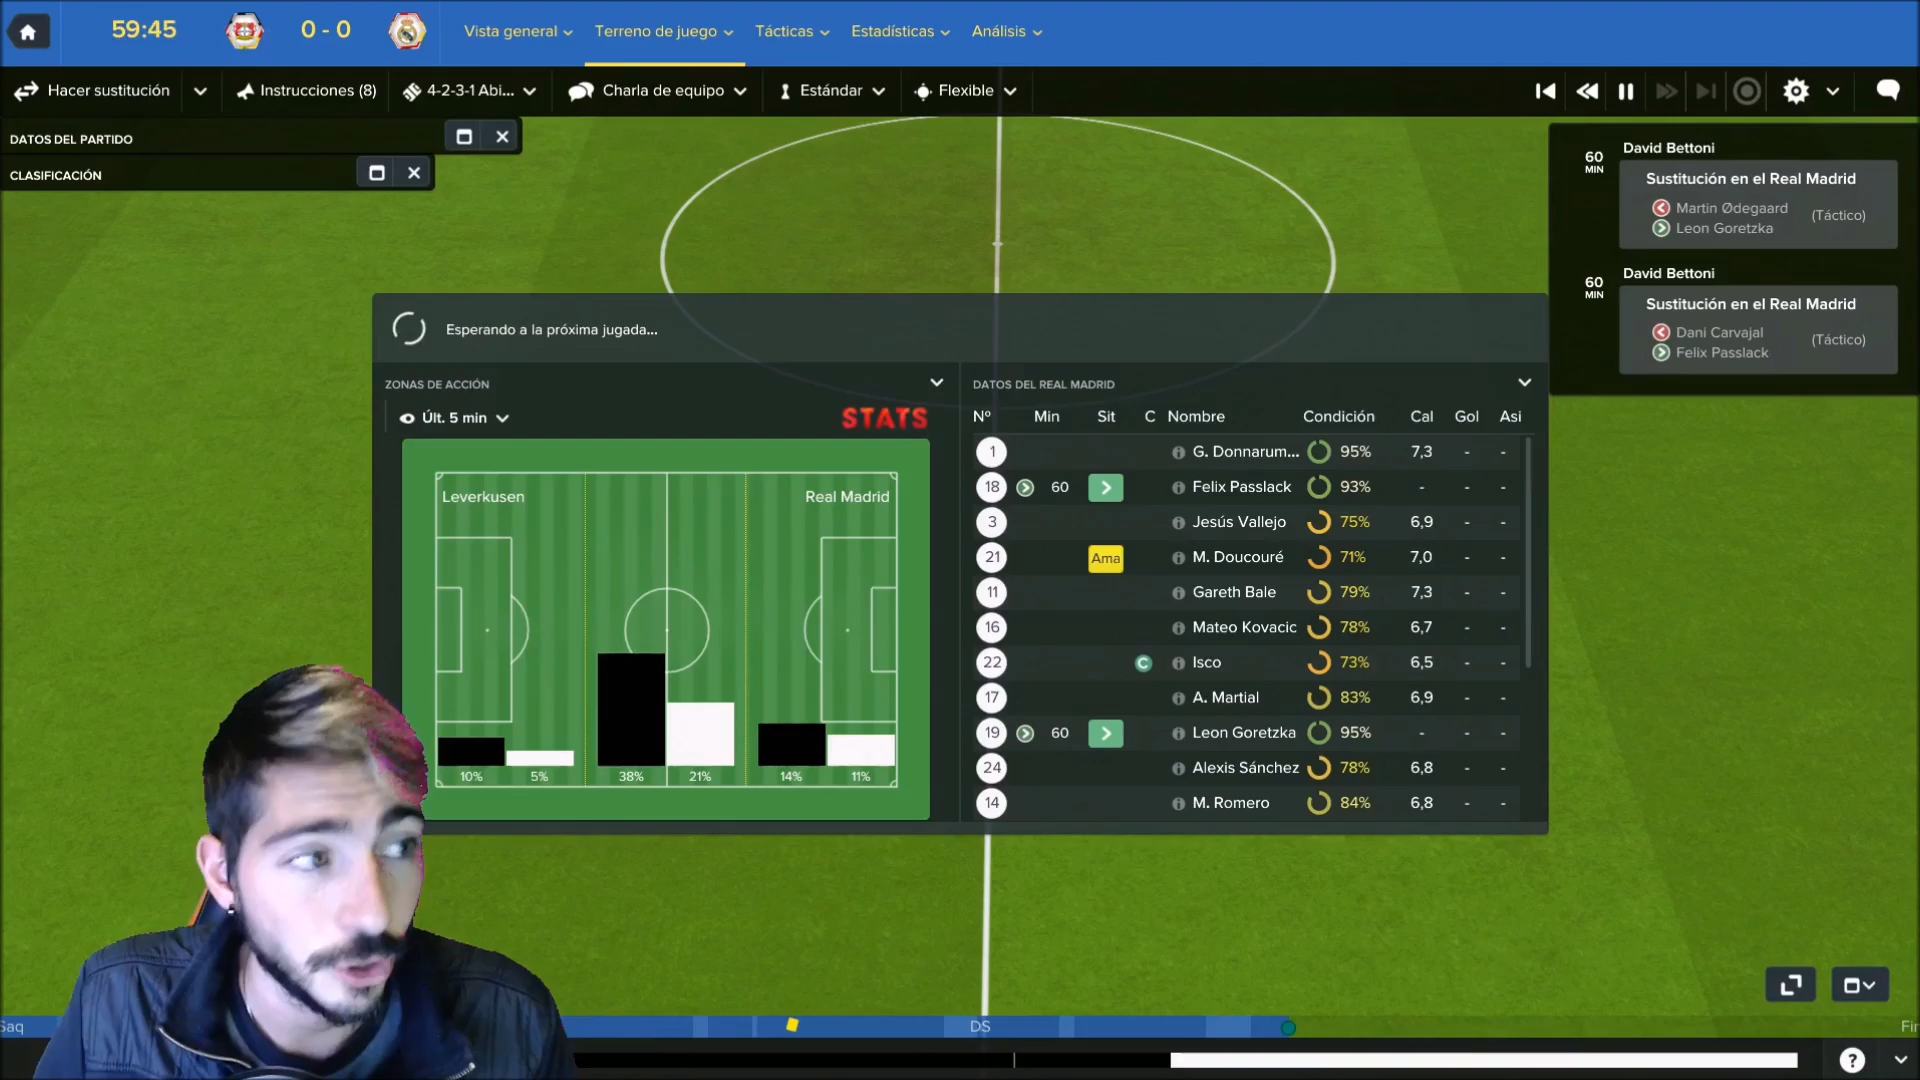 59:45
0 - 0
Vista general
Terreno de juego
Tácticas
Estadísticas
Análisis
Hacer sustitución
Instrucciones (8)
4-2-3-1 Abi...
Charla de equipo
Estándar
Flexible
DATOS DEL PARTIDO
CLASIFICACIÓN
60 MIN
David Bettoni
Sustitución en el Real Madrid
Martin Ødegaard
(Táctico)
Leon Goretzka
60 MIN
David Bettoni
Sustitución en el Real Madrid
Dani Carvajal
(Táctico)
Felix Passlack
Esperando a la próxima jugada...
ZONAS DE ACCIÓN
Últ. 5 min
STATS
Leverkusen
Real Madrid
10% 5% 38% 21% 14% 11%
DATOS DEL REAL MADRID
Nº Min Sit C Nombre Condición Cal Gol Asi
1 G. Donnarum... 95% 7,3 - -
18 60 Felix Passlack 93% - - -
3 Jesús Vallejo 75% 6,9 - -
21 Ama M. Doucouré 71% 7,0 - -
11 Gareth Bale 79% 7,3 - -
16 Mateo Kovacic 78% 6,7 - -
22 C Isco 73% 6,5 - -
17 A. Martial 83% 6,9 - -
19 60 Leon Goretzka 95% - - -
24 Alexis Sánchez 78% 6,8 - -
14 M. Romero 84% 6,8 - -
Saq
DS
Fin
?